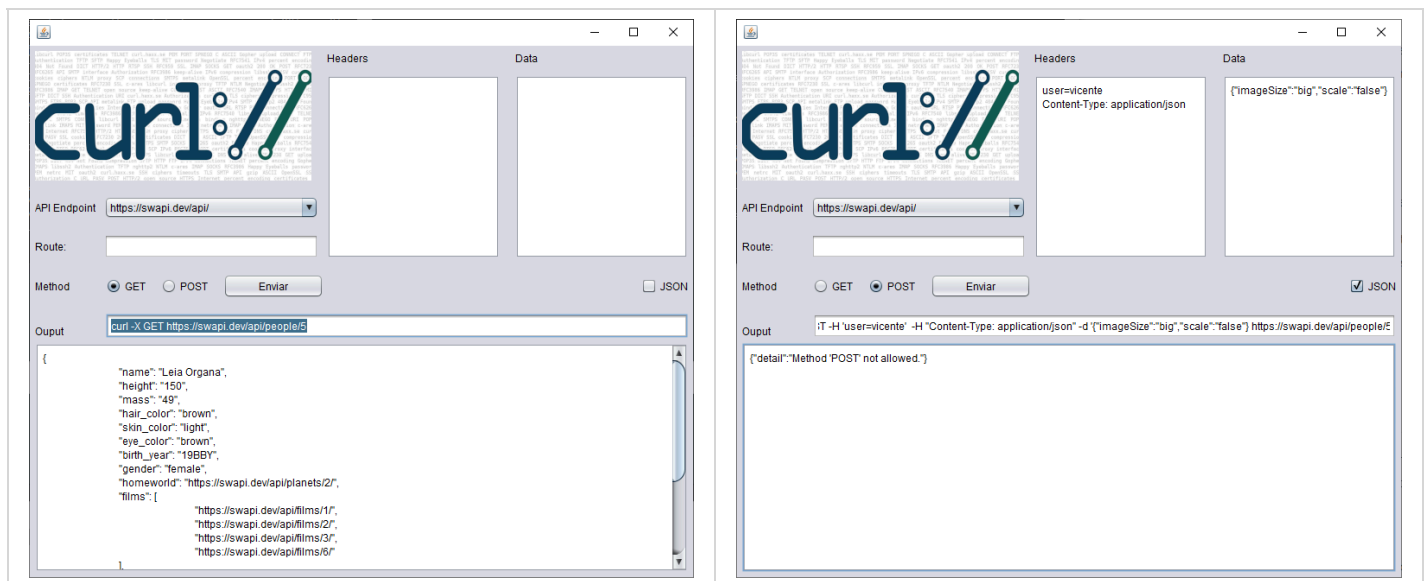 curl://
Headers
Data
API Endpoint
https://swapi.dev/api/
Route:
Method
GET
POST
Enviar
JSON
Ouput
curl -X GET https://swapi.dev/api/people/5
{
"name": "Leia Organa",
"height": "150",
"mass": "49",
"hair_color": "brown",
"skin_color": "light",
"eye_color": "brown",
"birth_year": "19BBY",
"gender": "female",
"homeworld": "https://swapi.dev/api/planets/2/",
"films": [
"https://swapi.dev/api/films/1/",
"https://swapi.dev/api/films/2/",
"https://swapi.dev/api/films/3/",
"https://swapi.dev/api/films/6/"
],
curl://
Headers
Data
user=vicente
Content-Type: application/json
{"imageSize":"big","scale":"false"}
API Endpoint
https://swapi.dev/api/
Route:
Method
GET
POST
Enviar
JSON
Ouput
ST -H 'user=vicente' -H "Content-Type: application/json" -d '{"imageSize":"big","scale":"false"} https://swapi.dev/api/people/5
{"detail":"Method 'POST' not allowed."}